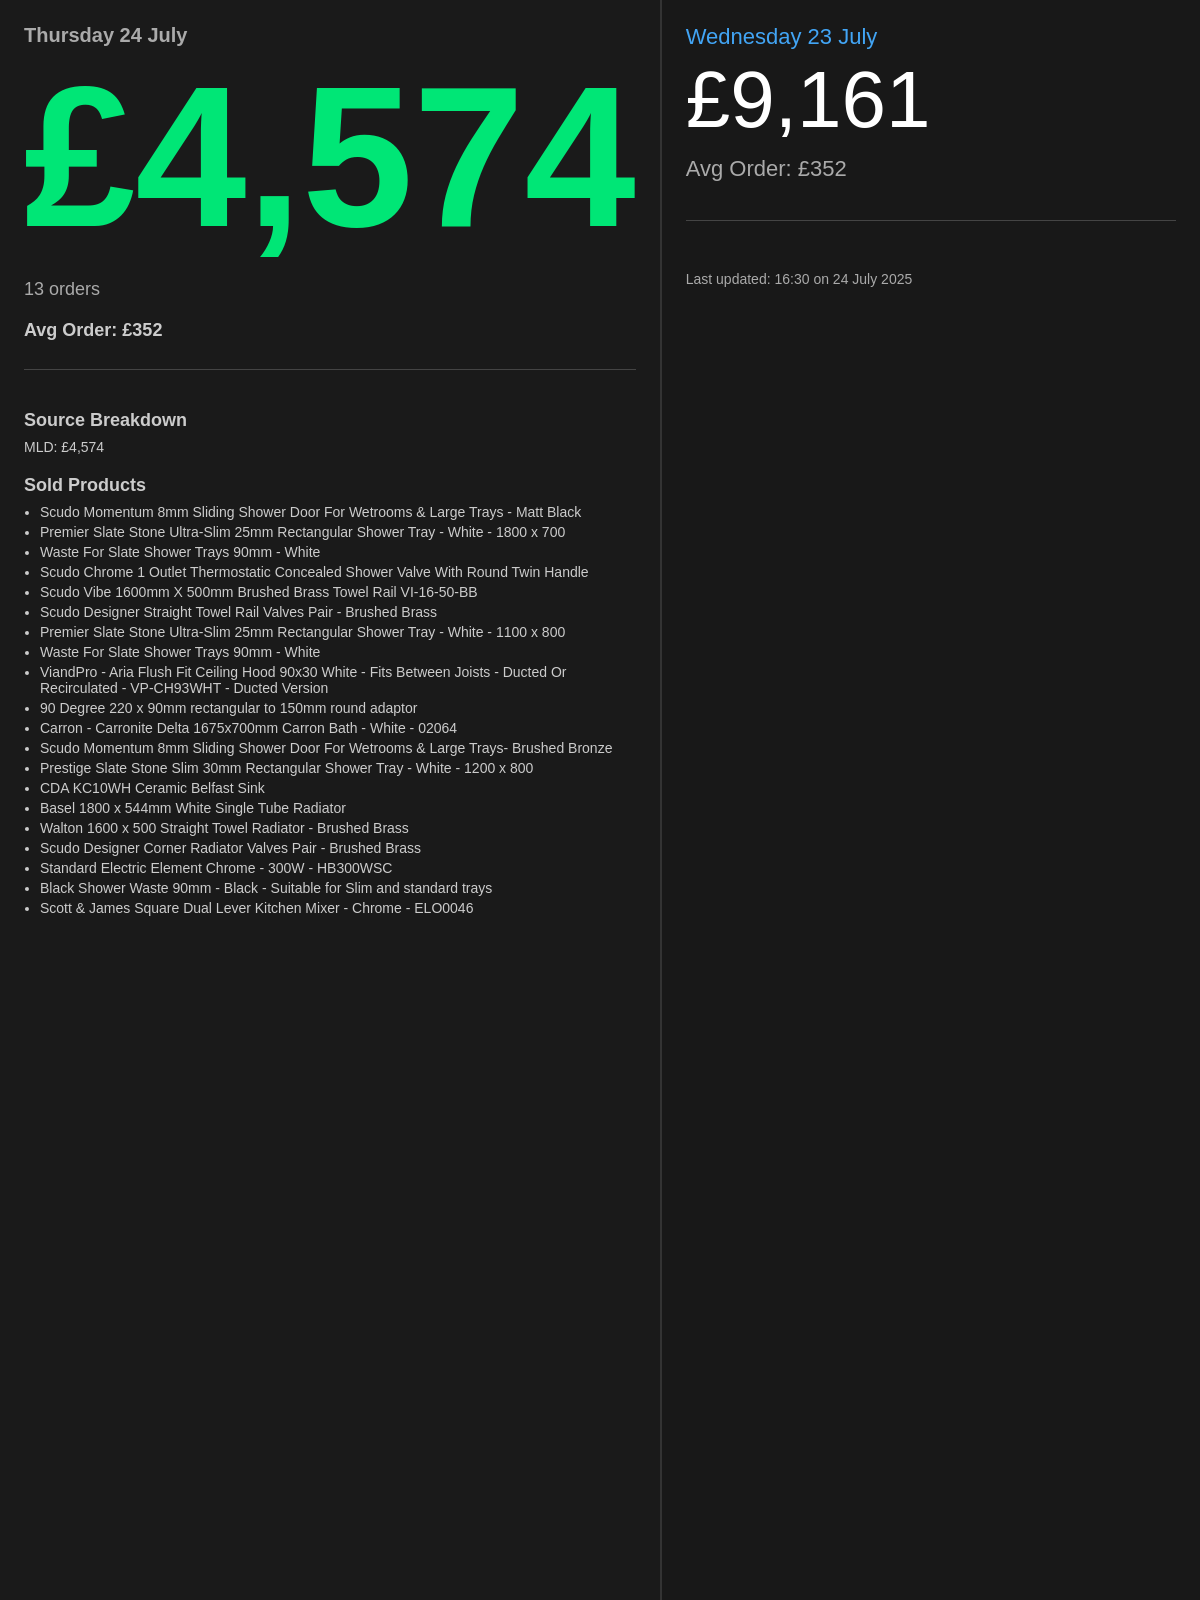 Thursday 24 July
£4,574
13 orders
Avg Order: £352
Source Breakdown
MLD: £4,574
Sold Products
Scudo Momentum 8mm Sliding Shower Door For Wetrooms & Large Trays - Matt Black
Premier Slate Stone Ultra-Slim 25mm Rectangular Shower Tray - White - 1800 x 700
Waste For Slate Shower Trays 90mm - White
Scudo Chrome 1 Outlet Thermostatic Concealed Shower Valve With Round Twin Handle
Scudo Vibe 1600mm X 500mm Brushed Brass Towel Rail VI-16-50-BB
Scudo Designer Straight Towel Rail Valves Pair - Brushed Brass
Premier Slate Stone Ultra-Slim 25mm Rectangular Shower Tray - White - 1100 x 800
Waste For Slate Shower Trays 90mm - White
ViandPro - Aria Flush Fit Ceiling Hood 90x30 White - Fits Between Joists - Ducted Or
Recirculated - VP-CH93WHT - Ducted Version
90 Degree 220 x 90mm rectangular to 150mm round adaptor
Carron - Carronite Delta 1675x700mm Carron Bath - White - 02064
Scudo Momentum 8mm Sliding Shower Door For Wetrooms & Large Trays- Brushed Bronze
Prestige Slate Stone Slim 30mm Rectangular Shower Tray - White - 1200 x 800
CDA KC10WH Ceramic Belfast Sink
Basel 1800 x 544mm White Single Tube Radiator
Walton 1600 x 500 Straight Towel Radiator - Brushed Brass
Scudo Designer Corner Radiator Valves Pair - Brushed Brass
Standard Electric Element Chrome - 300W - HB300WSC
Black Shower Waste 90mm - Black - Suitable for Slim and standard trays
Scott & James Square Dual Lever Kitchen Mixer - Chrome - ELO0046
Wednesday 23 July
£9,161
Avg Order: £352
Last updated: 16:30 on 24 July 2025